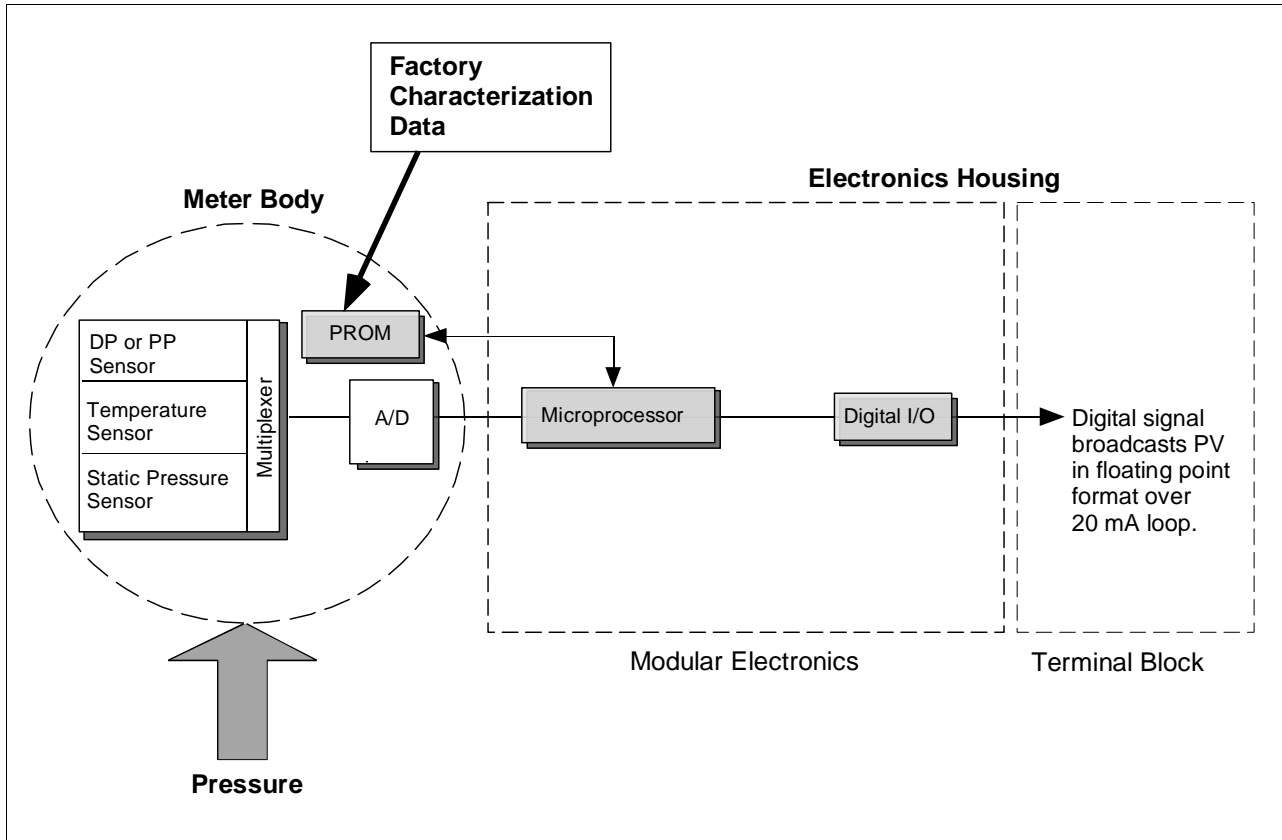 Factory
Characterization
Data
Meter Body
Electronics Housing
PROM
DP or PP
Sensor
Temperature
Sensor
Static Pressure
Sensor
Multiplexer
A/D
Microprocessor
Digital I/O
Digital signal
broadcasts PV
in floating point
format over
20 mA loop.
Modular Electronics
Terminal Block
Pressure